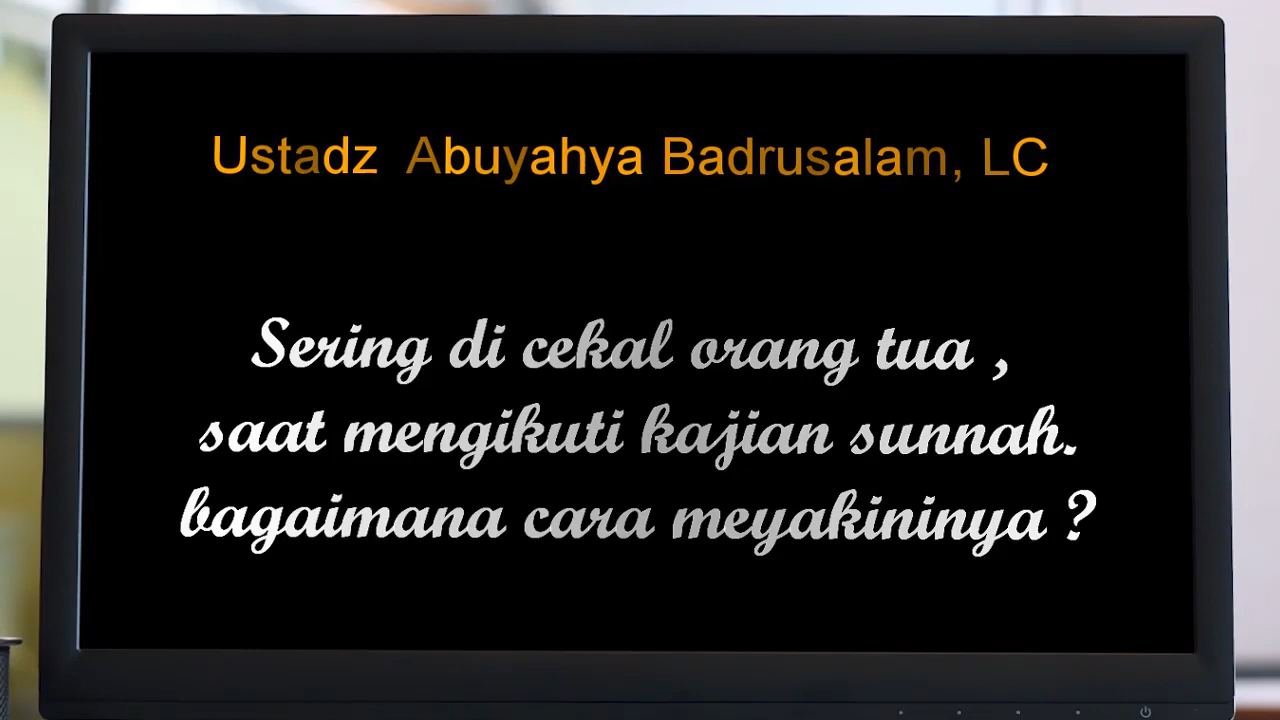 Ustadz Abuyahya Badrusalam, LC
Sering di cekal orang tua ,
saat mengikuti kajian sunnah.
bagaimana cara meyakininya ?